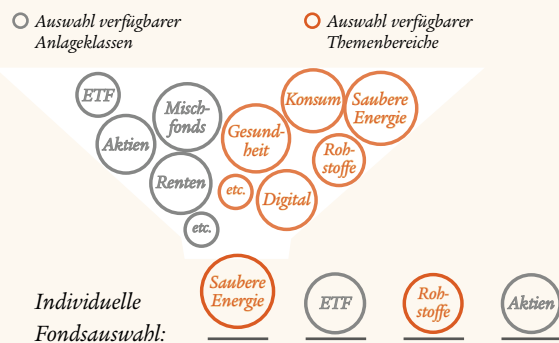 Auswahl verfügbarer
Anlageklassen
Auswahl verfügbarer
Themenbereiche
ETF
Aktien
Misch-
fonds
Renten
etc.
Gesund-
heit
Konsum
Saubere
Energie
Roh-
stoffe
etc.
Digital
Individuelle
Fondsauswahl:
Saubere
Energie
ETF
Roh-
stoffe
Aktien